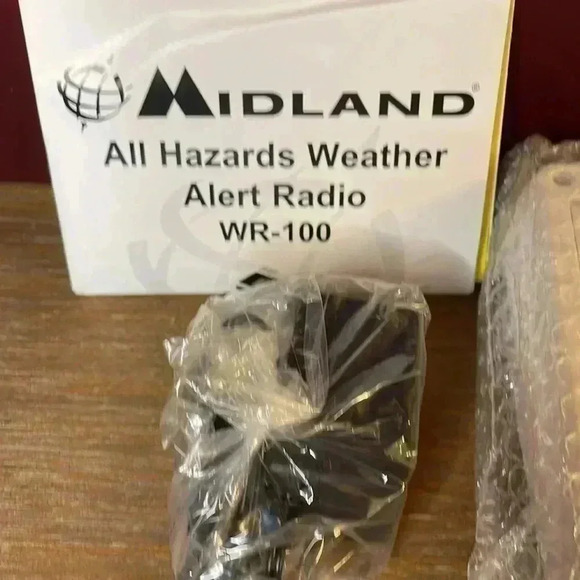 MIDLAND®
All Hazards Weather
Alert Radio
WR-100